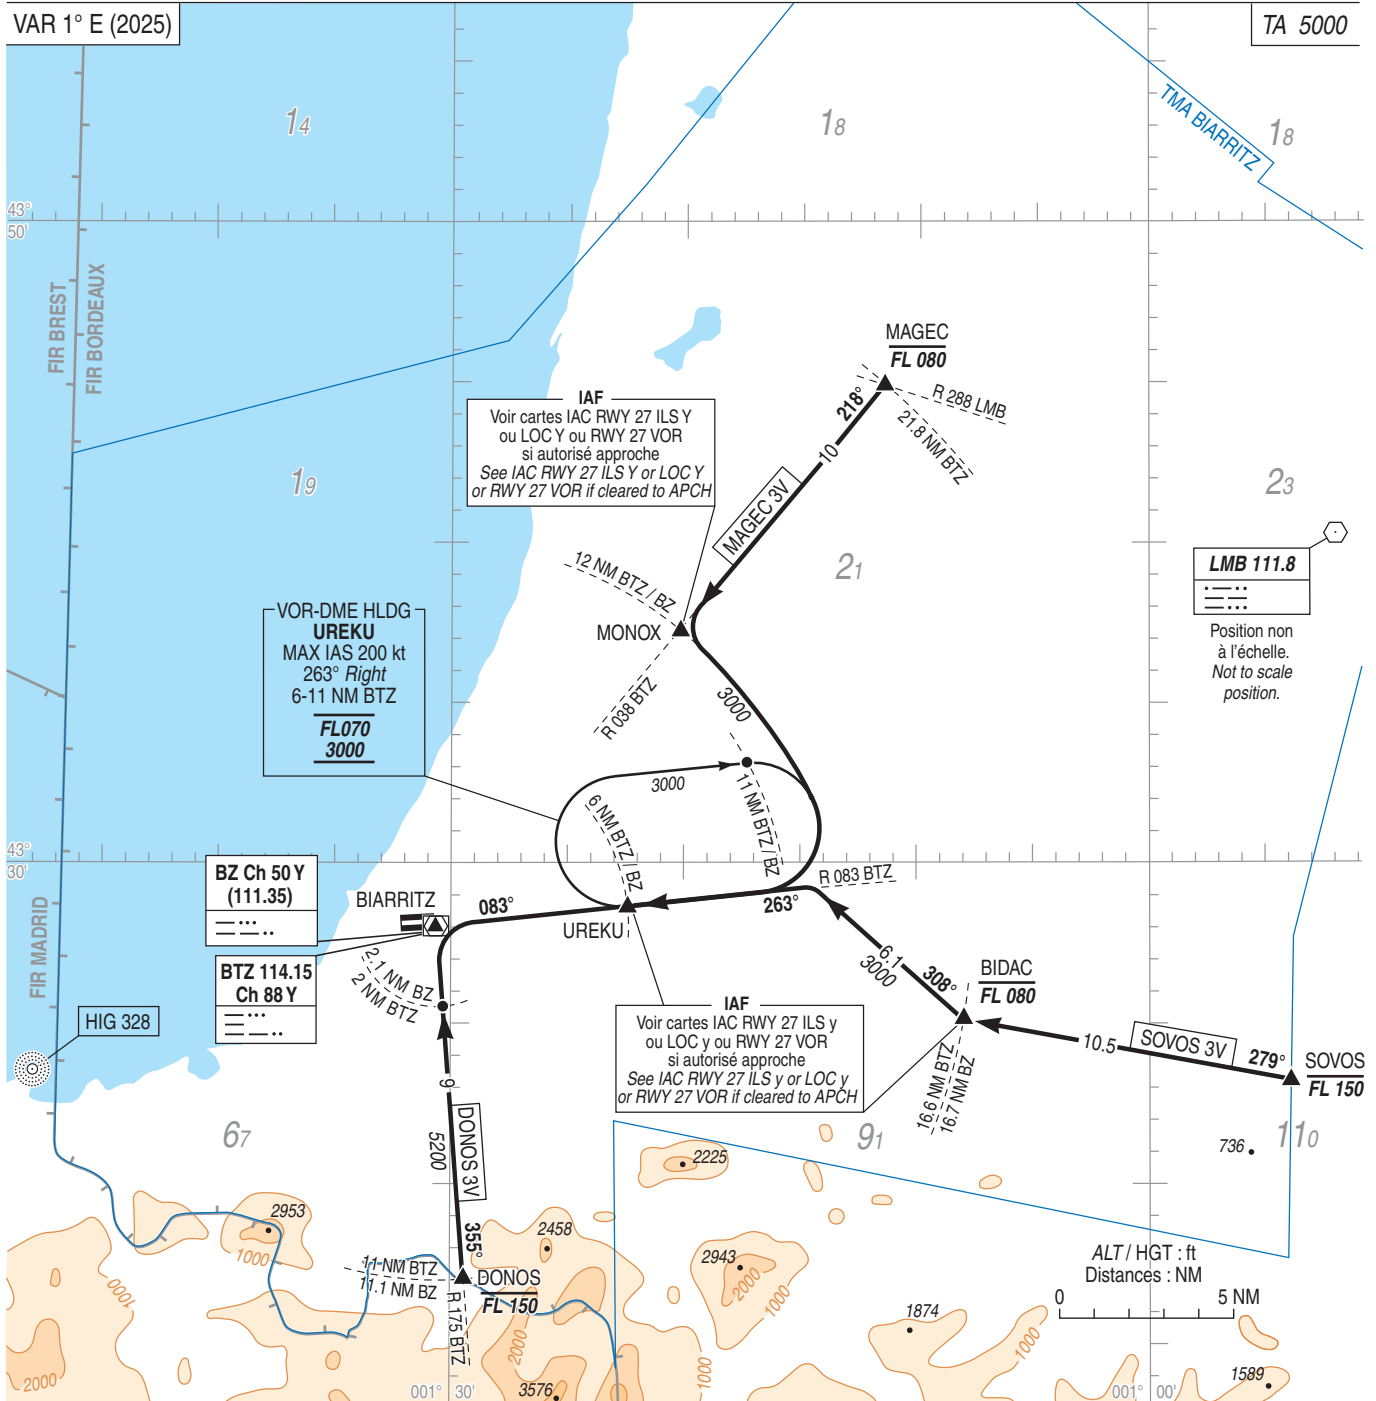 VAR 1° E (2025)
TA 5000
14
18
18
TMA BIARRITZ
43°
50'
FIR BREST
FIR BORDEAUX
MAGEC
FL 080
R 288 LMB
21.8 NM BTZ
218°
10
MAGEC 3V
IAF
Voir cartes IAC RWY 27 ILS Y
ou LOC Y ou RWY 27 VOR
si autorisé approche
See IAC RWY 27 ILS Y or LOC Y
or RWY 27 VOR if cleared to APCH
19
23
21
LMB 111.8
Position non
à l'échelle.
Not to scale
position.
12 NM BTZ / BZ
MONOX
R 038 BTZ
3000
VOR-DME HLDG
UREKU
MAX IAS 200 kt
263° Right
6-11 NM BTZ
FL070
3000
3000
6 NM BTZ / BZ
11 NM BTZ / BZ
43°
30'
BZ Ch 50 Y
(111.35)
BIARRITZ
083°
UREKU
263°
R 083 BTZ
BTZ 114.15
Ch 88 Y
2.1 NM BZ
2 NM BTZ
FIR MADRID
HIG 328
6.1
3000
308°
BIDAC
FL 080
IAF
Voir cartes IAC RWY 27 ILS y
ou LOC y ou RWY 27 VOR
si autorisé approche
See IAC RWY 27 ILS y or LOC y
or RWY 27 VOR if cleared to APCH
16.6 NM BTZ
16.7 NM BZ
10.5
SOVOS 3V
279°
SOVOS
FL 150
9
DONOS 3V
5200
355°
67
91
110
736
2225
2953
1000
2458
2943
2000
1000
11 NM BTZ
11.1 NM BZ
DONOS
FL 150
R 175 BTZ
1000
2000
2000
3576
1000
1874
1000
1589
ALT / HGT : ft
Distances : NM
0
5 NM
001° 30'
001° 00'